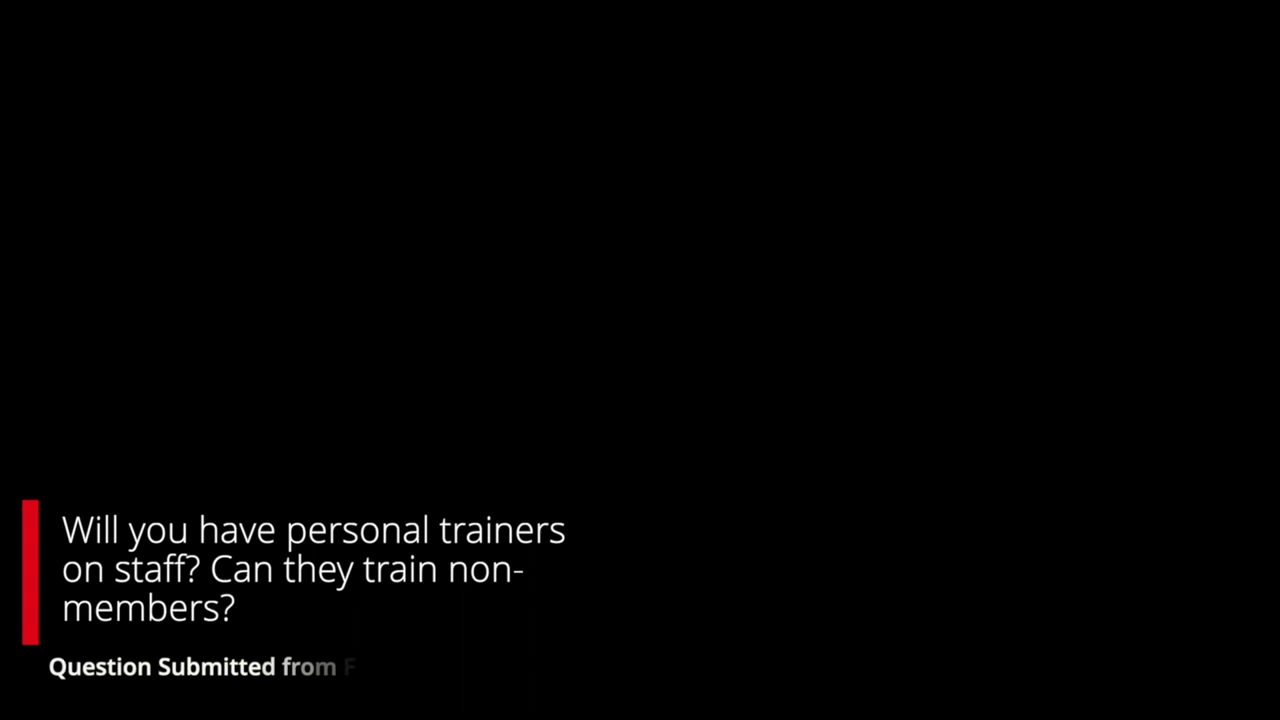 Will you have personal trainers
on staff? Can they train non-
members?
Question Submitted from F